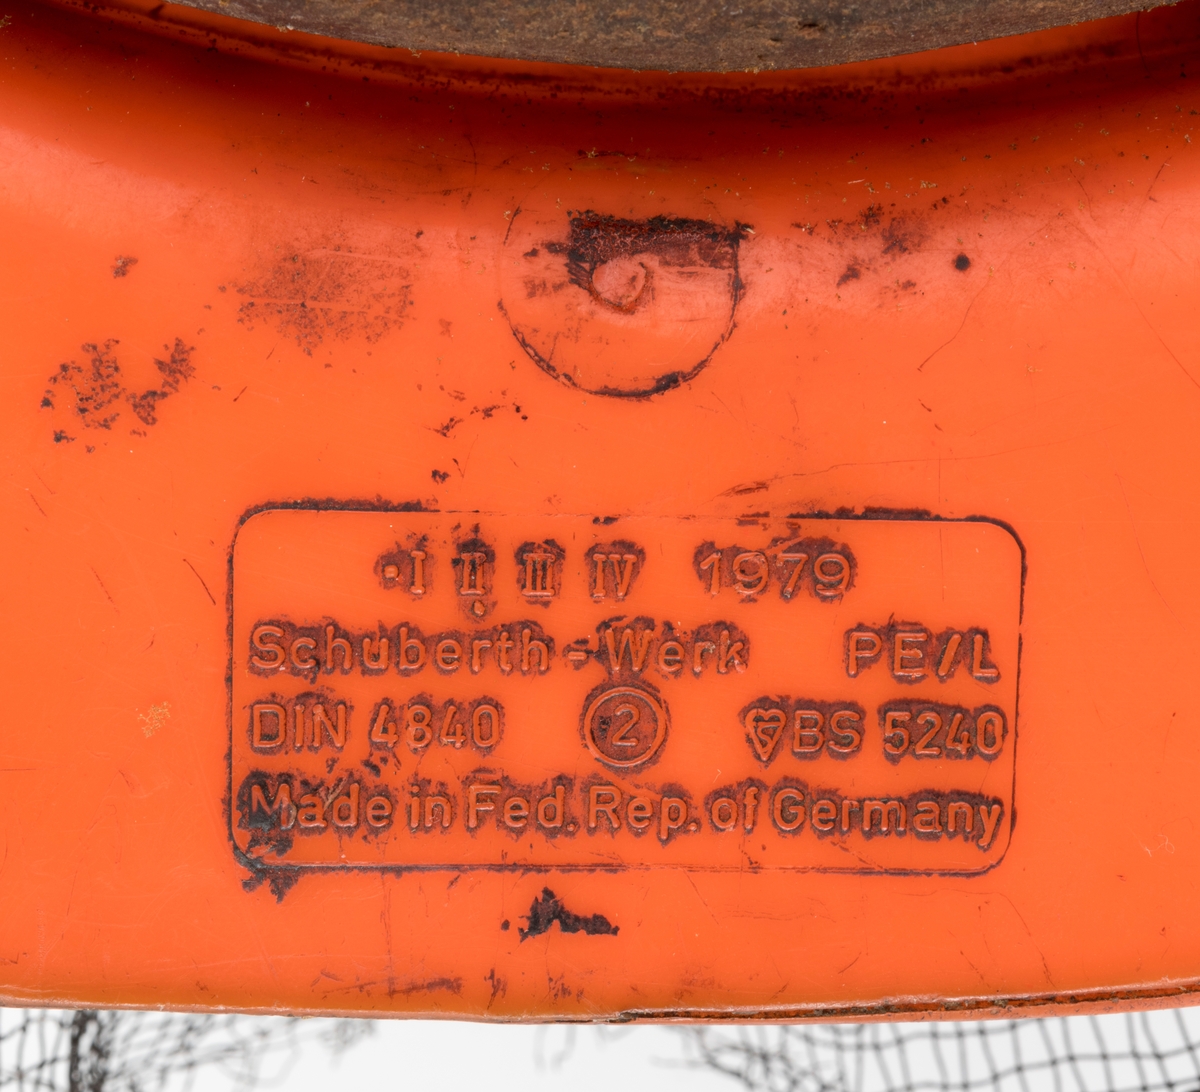 ·I II III IV 1979
Schuberth-Werk PE/L
DIN 4840 2 BS 5240
Made in Fed. Rep. of Germany